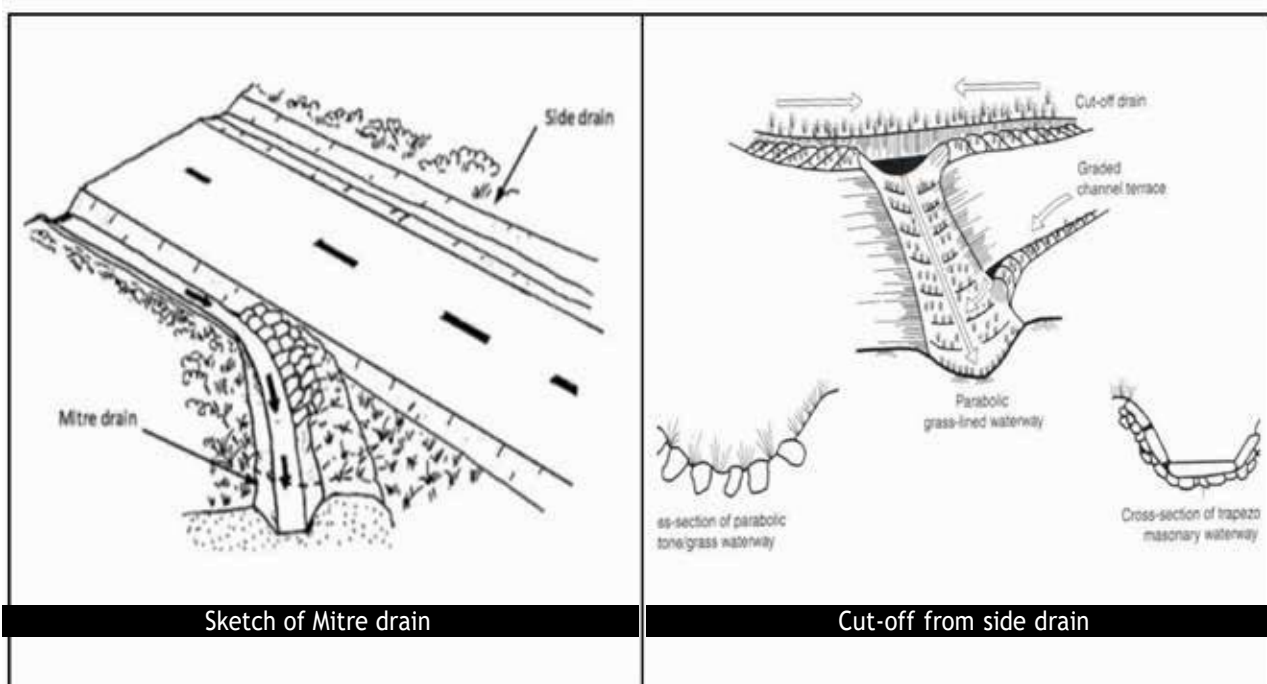 Side drain
Mitre drain
Sketch of Mitre drain
Cut-off drain
Graded
channel terrace
Parabolic
grass-lined waterway
ss-section of parabolic
tone/grass waterway
Cross-section of trapezo
masonary waterway
Cut-off from side drain